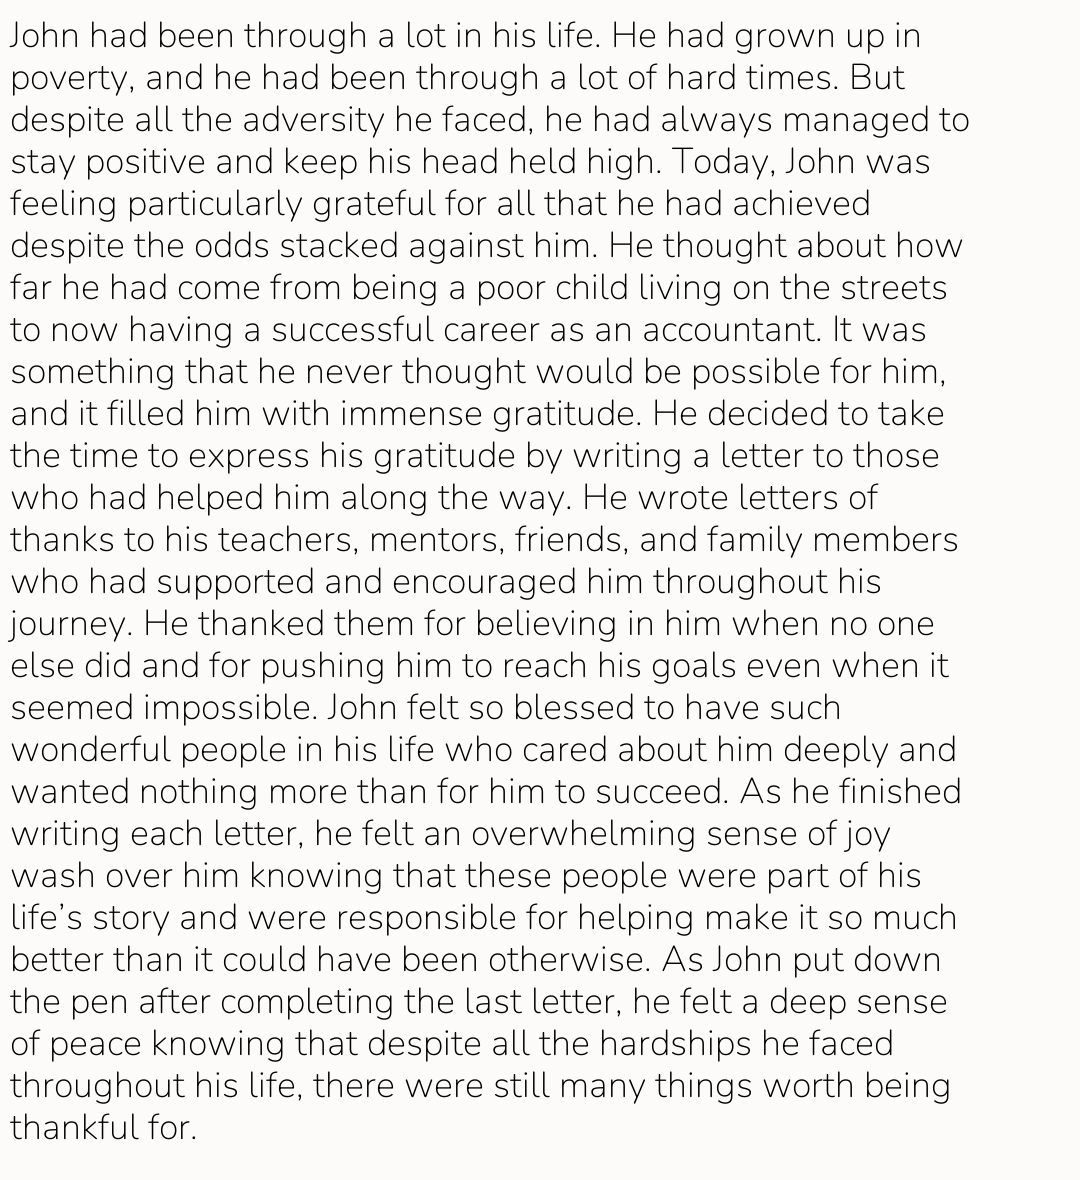 John had been through a lot in his life. He had grown up in
poverty, and he had been through a lot of hard times. But
despite all the adversity he faced, he had always managed to
stay positive and keep his head held high. Today, John was
feeling particularly grateful for all that he had achieved
despite the odds stacked against him. He thought about how
far he had come from being a poor child living on the streets
to now having a successful career as an accountant. It was
something that he never thought would be possible for him,
and it filled him with immense gratitude. He decided to take
the time to express his gratitude by writing a letter to those
who had helped him along the way. He wrote letters of
thanks to his teachers, mentors, friends, and family members
who had supported and encouraged him throughout his
journey. He thanked them for believing in him when no one
else did and for pushing him to reach his goals even when it
seemed impossible. John felt so blessed to have such
wonderful people in his life who cared about him deeply and
wanted nothing more than for him to succeed. As he finished
writing each letter, he felt an overwhelming sense of joy
wash over him knowing that these people were part of his
life’s story and were responsible for helping make it so much
better than it could have been otherwise. As John put down
the pen after completing the last letter, he felt a deep sense
of peace knowing that despite all the hardships he faced
throughout his life, there were still many things worth being
thankful for.